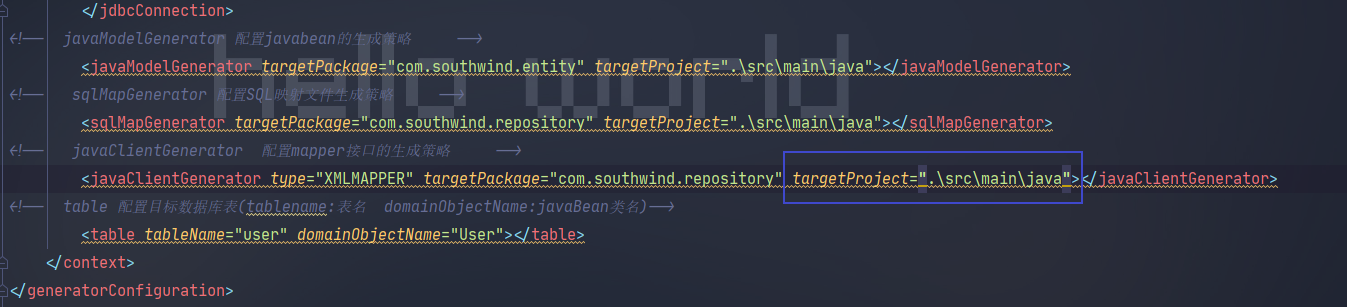 </jdbcConnection>
<!-- javaModelGenerator 配置javabean的生成策略 -->
<javaModelGenerator targetPackage="com.southwind.entity" targetProject=".\src\main\java"></javaModelGenerator>
<!-- sqlMapGenerator 配置SQL映射文件生成策略 -->
<sqlMapGenerator targetPackage="com.southwind.repository" targetProject=".\src\main\java"></sqlMapGenerator>
<!-- javaClientGenerator 配置mapper接口的生成策略 -->
<javaClientGenerator type="XMLMAPPER" targetPackage="com.southwind.repository" targetProject=".\src\main\java"></javaClientGenerator>
<!-- table 配置目标数据库表(tablename:表名 domainObjectName:javaBean类名)-->
<table tableName="user" domainObjectName="User"></table>
</context>
</generatorConfiguration>
hello world